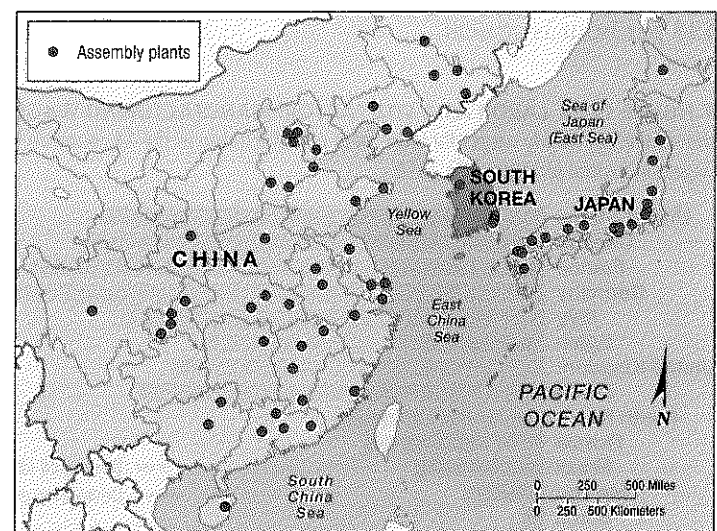 Assembly plants
Sea of
Japan
(East Sea)
SOUTH
KOREA
JAPAN
Yellow
Sea
CHINA
East
China
Sea
PACIFIC
OCEAN
N
South
China
Sea
0 250 500 Miles
0 250 500 Kilometers